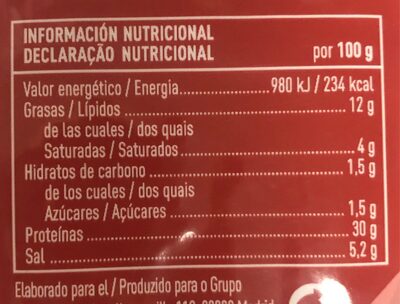 INFORMACIÓN NUTRICIONAL
DECLARAÇÃO NUTRICIONAL por 100 g
Valor energético / Energia..................980 kJ / 234 kcal
Grasas / Lípidos............................................12 g
de las cuales / dos quais
Saturadas / Saturados....................................4 g
Hidratos de carbono........................................1,5 g
de los cuales / dos quais
Azúcares / Açúcares.......................................1,5 g
Proteínas......................................................30 g
Sal................................................................5,2 g
Elaborado para el / Produzido para o Grupo